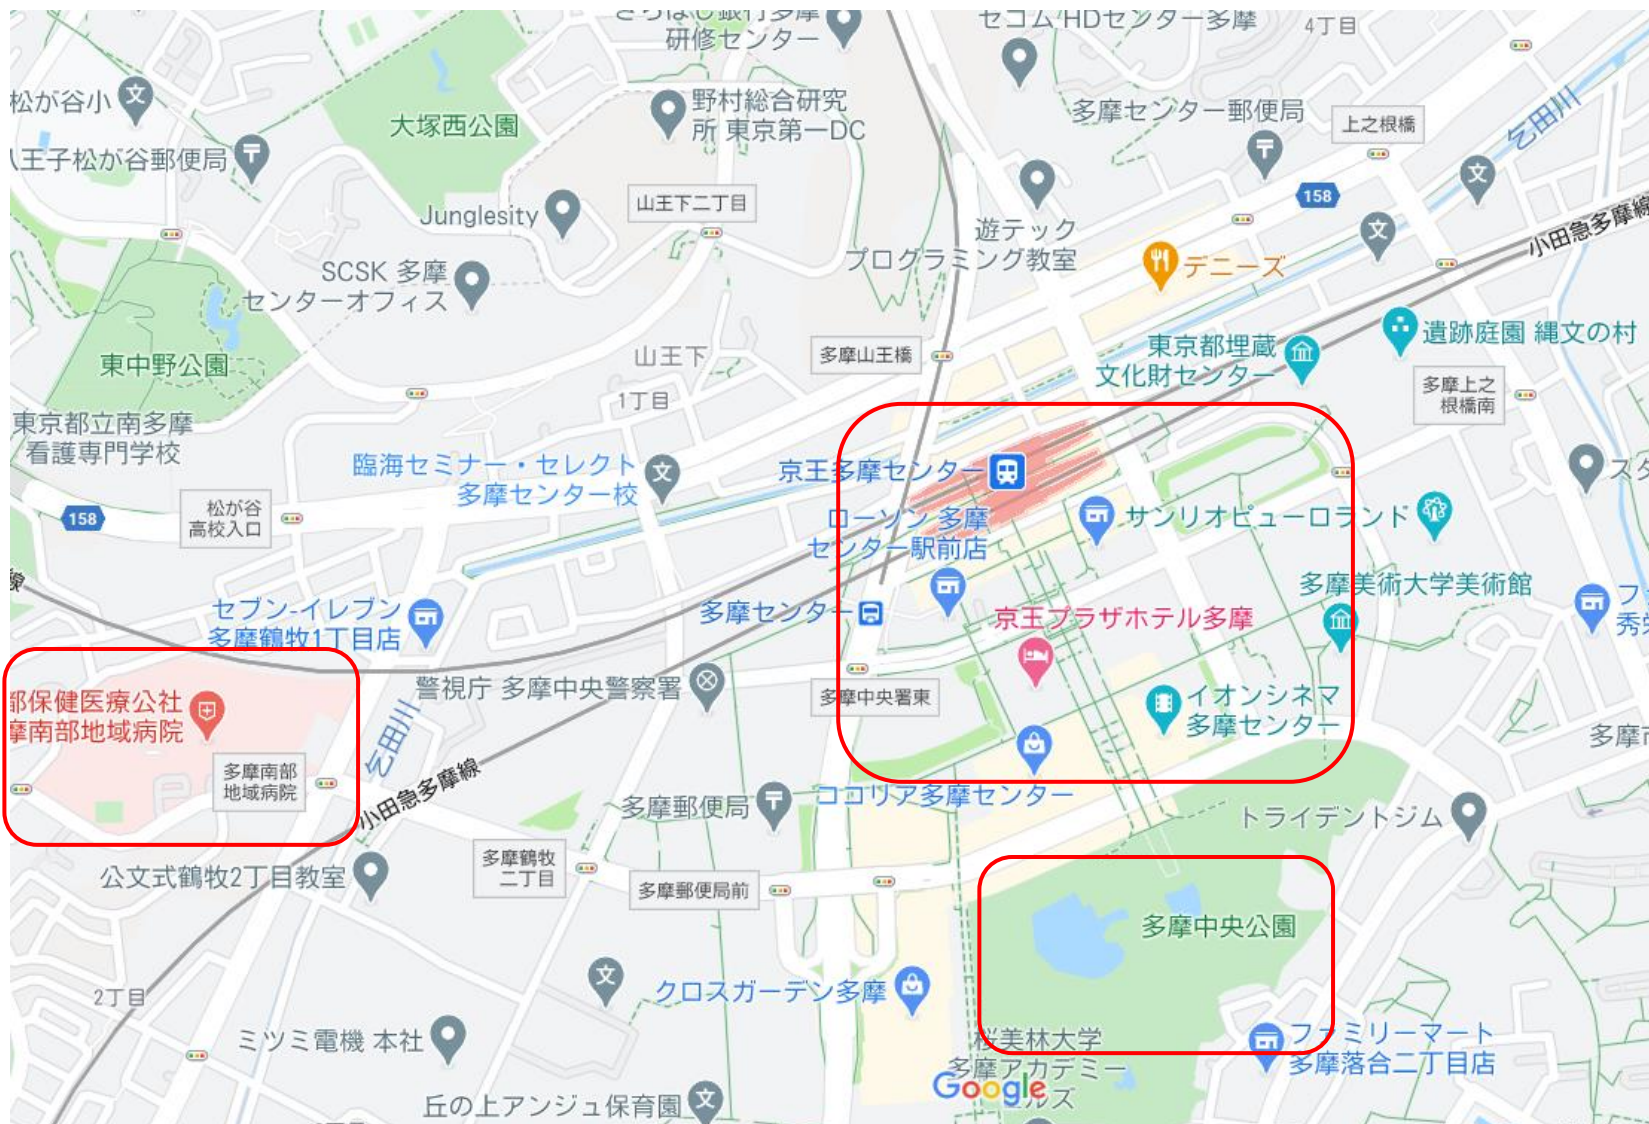 研修センター
セコム HDセンター多摩
4丁目
松が谷小
大塚西公園
野村総合研究
所 東京第一DC
多摩センター郵便局
上之根橋
乞田川
八王子松が谷郵便局
Junglesity
山王下二丁目
遊テック
プログラミング教室
158
小田急多摩線
デニーズ
SCSK 多摩
センターオフィス
東中野公園
山王下
多摩山王橋
東京都埋蔵
文化財センター
遺跡庭園 縄文の村
多摩上之
根橋南
1丁目
東京都立南多摩
看護専門学校
臨海セミナー・セレクト
多摩センター校
京王多摩センター
158
松が谷
高校入口
ローソン 多摩
センター駅前店
サンリオピューロランド
線
セブン-イレブン
多摩鶴牧1丁目店
多摩センター
京王プラザホテル多摩
多摩美術大学美術館
都保健医療公社
摩南部地域病院
警視庁 多摩中央警察署
多摩中央署東
イオンシネマ
多摩センター
多摩南部
地域病院
乞田川
小田急多摩線
多摩郵便局
ココリア多摩センター
トライデントジム
公文式鶴牧2丁目教室
多摩鶴牧
二丁目
多摩郵便局前
多摩中央公園
2丁目
クロスガーデン多摩
ミツミ電機 本社
桜美林大学
多摩アカデミー
ヒルズ
ファミリーマート
多摩落合二丁目店
Google
丘の上アンジュ保育園